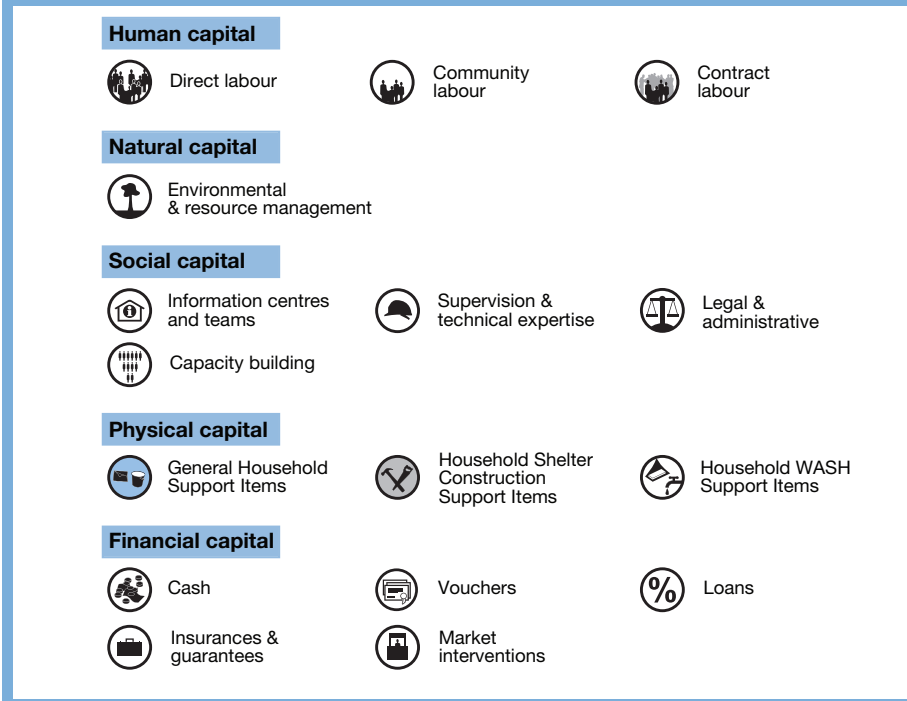 Human capital
Direct labour
Community
labour
Contract
labour
Natural capital
Environmental
& resource management
Social capital
Information centres
and teams
Supervision &
technical expertise
Legal &
administrative
Capacity building
Physical capital
General Household
Support Items
Household Shelter
Construction
Support Items
Household WASH
Support Items
Financial capital
Cash
Vouchers
%
Loans
Insurances &
guarantees
Market
interventions